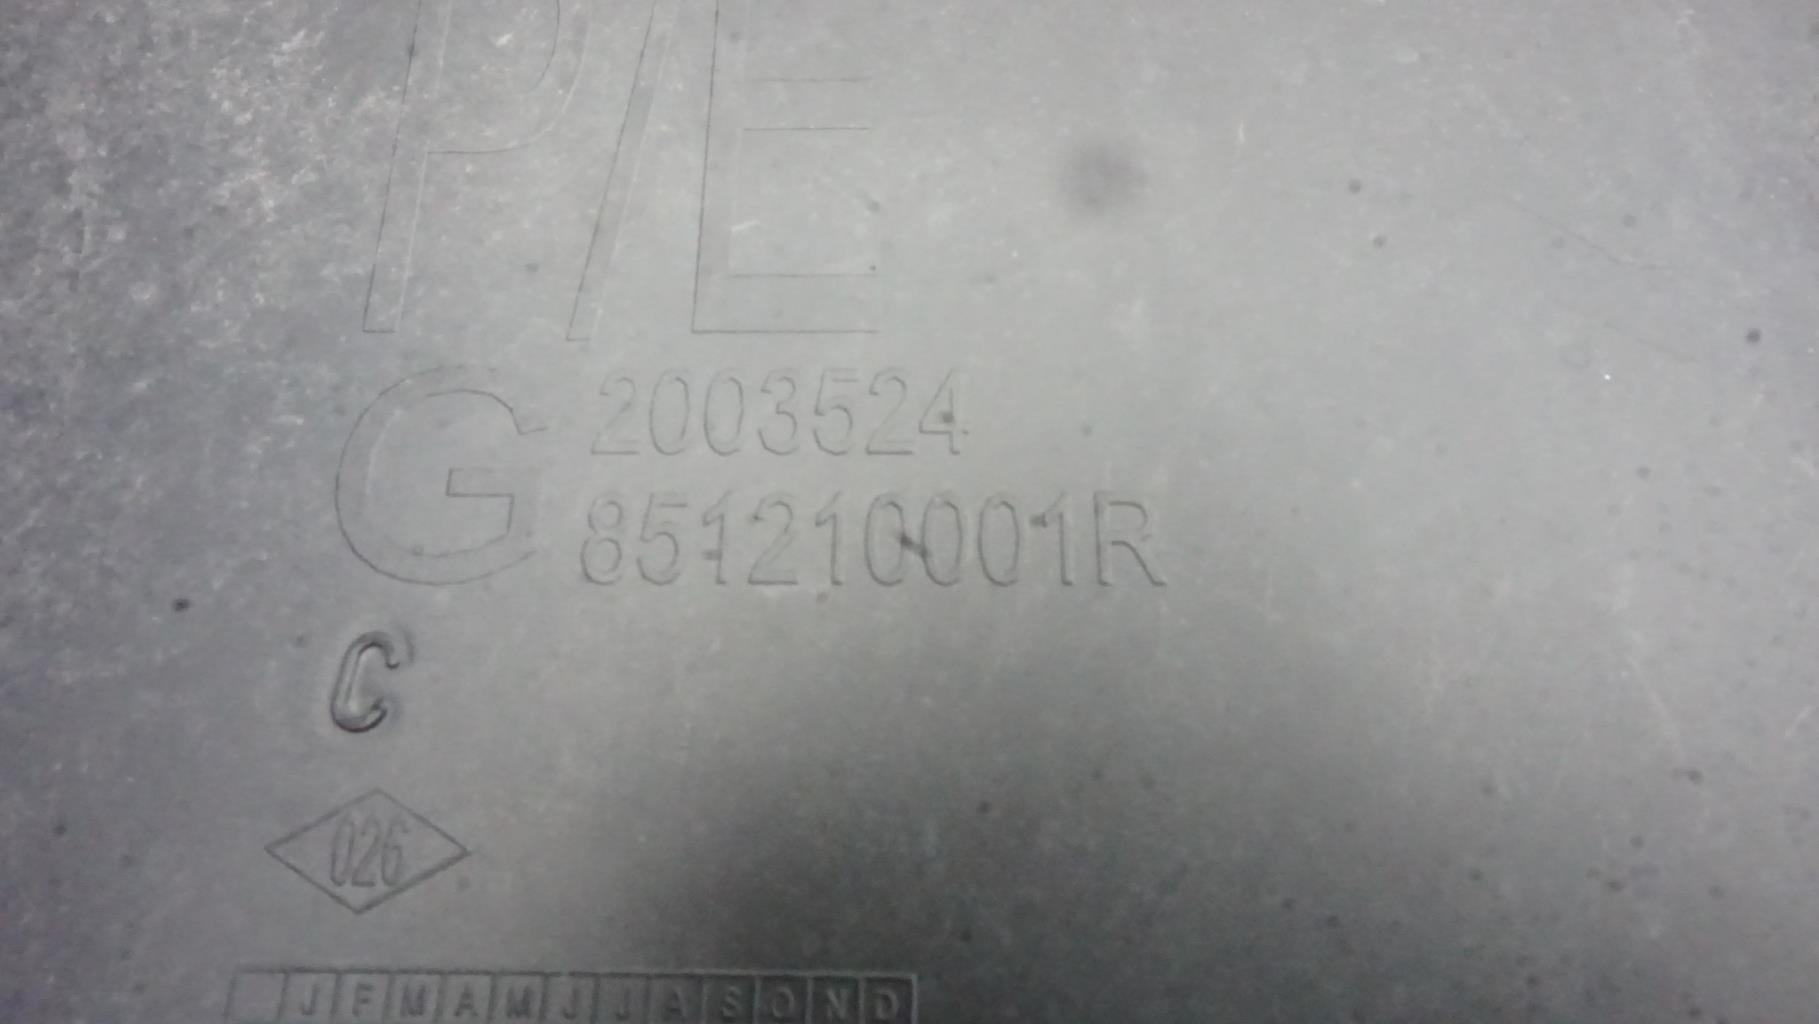 P/E
G 2003524
851210001R
C
026
J F M A M J J A S O N D